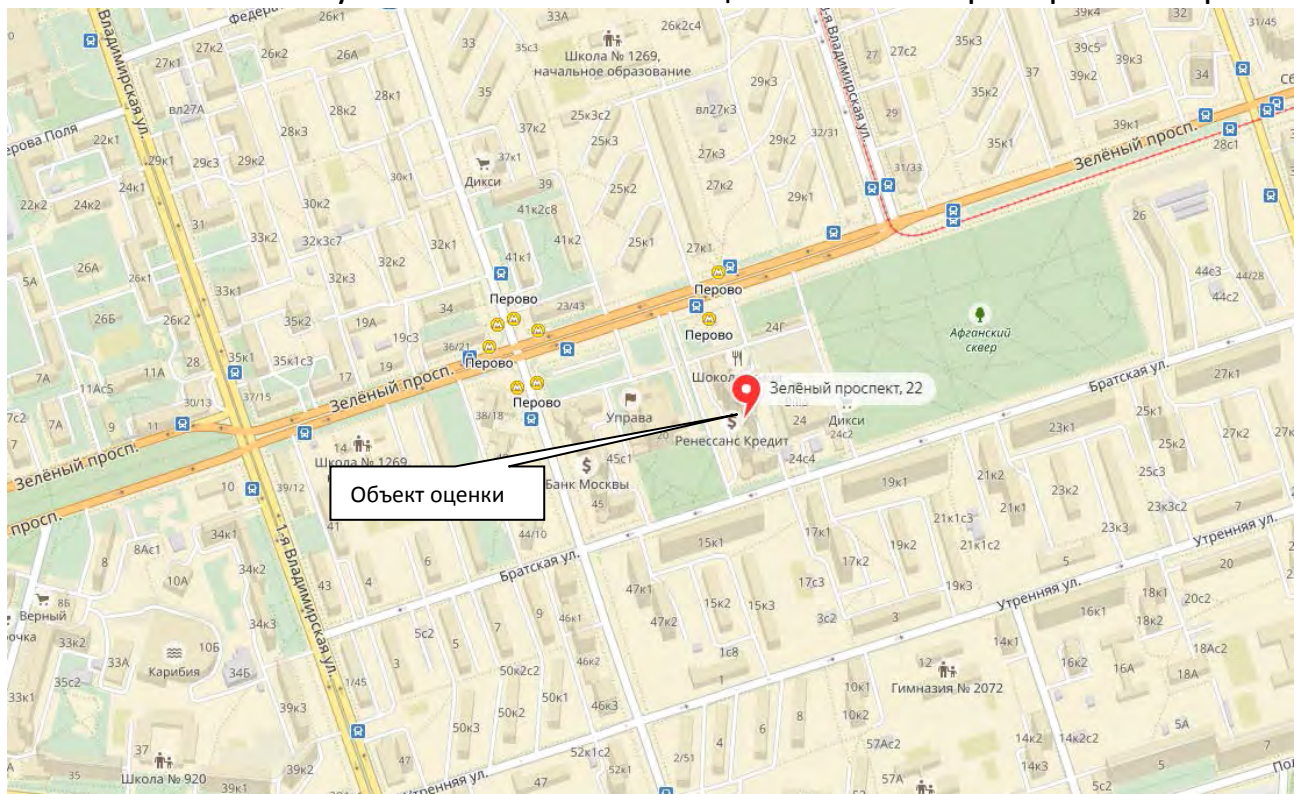 Федера
26к1
33А
26к2с4
39к4
32
31/45
1-я Владимирская ул.
27к2
26к2
26А
33
35с3
Школа № 1269,
начальное образование
27
27с2
35к3
39с5
39к3
34
27к1
28к1
35
29к3
37
39к2
35к2
вл27А
28к2
25к3с2
вл27к3
29
Перова Поля
22к1
28к3
37к2
25к3
29к2
32/31
39к1
28с1
29к1
29с3
29к2
37к1
27к3
35к1
Зелёный просп.
24к1
30к1
Дикси
39
25к2
27к2
31/33
22к2
24к2
30к2
41к2с8
29к1
26
31
33к2
32к3с7
32к1
41к2
25к1
27к1
5А
26А
26к1
32к2
41к1
44с3
44/28
33к1
32к3
Перово
Перово
44с2
26Б
26к2
35к2
19А
34
23/43
Перово
24Г
Афганский
сквер
28
35к1
35к1с3
19с3
36/21
Перово
Братская ул.
27к1
7А
11Ас5
11А
17
19
Зелёный просп.
Перово
Зелёный проспект, 22
30/13
37/15
38/18
Управа
24
Дикси
24с2
25к1
7с2
7А
9
11
14
20
Ренессанс Кредит
23к1
25к2
27к2
Зелёный просп.
Школа № 1269
45с1
24с4
Объект оценки
Банк Москвы
10
39/12
45
19к1
21к2
23к2
25с3
41
44/10
21к1с3
21к1
23к3
23к3с2
7
8Ас1
34к1
15к1
17к1
19к2
21к1с2
Утренняя ул.
8
34к2
43
4
6
Братская ул.
17к2
5
20
10А
1-я Владимирская ул.
47к1
17с3
19к3
Утренняя ул.
18к1
20с2
8Б
Верный
34к3
9
46к1
15к2
15к3
3с2
3
16к1
18к2
33к2
10Б
5с2
5
7
47к2
14к1
18Ас2
33А
Карибия
34Б
3
46к2
1с8
12
16к2
16А
18А
35с2
50к2с2
Гимназия № 2072
33к1
1/45
50к1
46к3
1
10к1
39к3
50к2
10к2
8
5А
37
50к3
6
57Ас2
14к2
14к2с2
7
Школа № 920
39к2
47
52к1с2
4
2/51
14к3
35
39к1
Утренняя ул.
47
52к1
57А
5с2
5